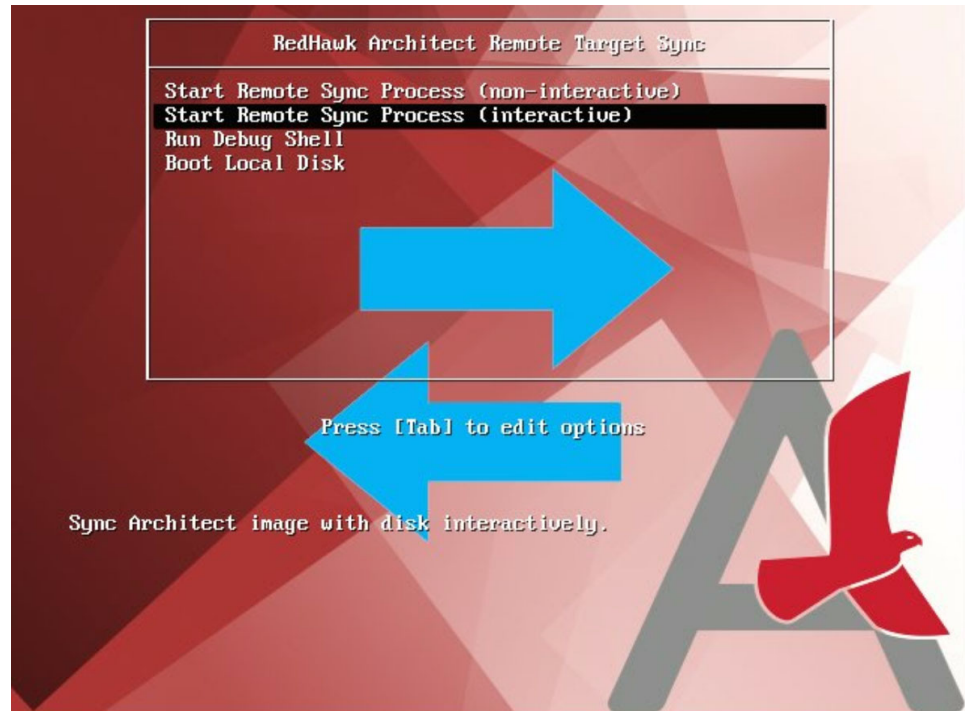 RedHawk Architect Remote Target Sync
Start Remote Sync Process (non-interactive)
Start Remote Sync Process (interactive)
Run Debug Shell
Boot Local Disk
Press [Tab] to edit options
Sync Architect image with disk interactively.